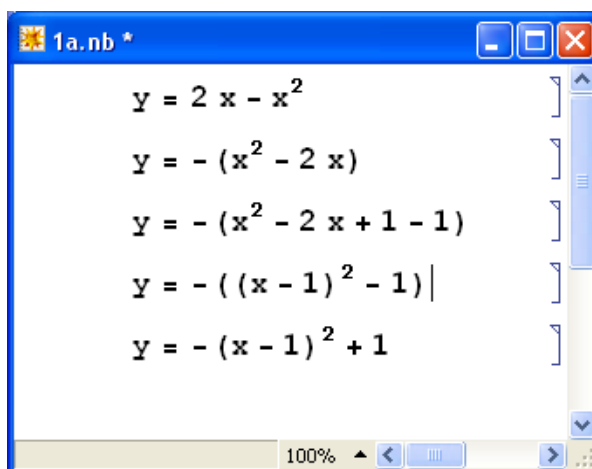 1a.nb *
y = 2 x - x²
y = - (x² - 2 x)
y = - (x² - 2 x + 1 - 1)
y = - ((x - 1)² - 1)
y = - (x - 1)² + 1
100%